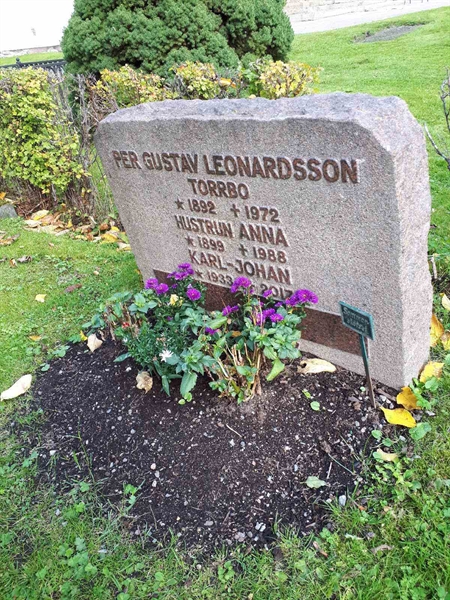 PER GUSTAV LEONARDSSON
TORRBO
* 1892 + 1972
HUSTRUN ANNA
* 1899 + 1988
KARL-JOHAN